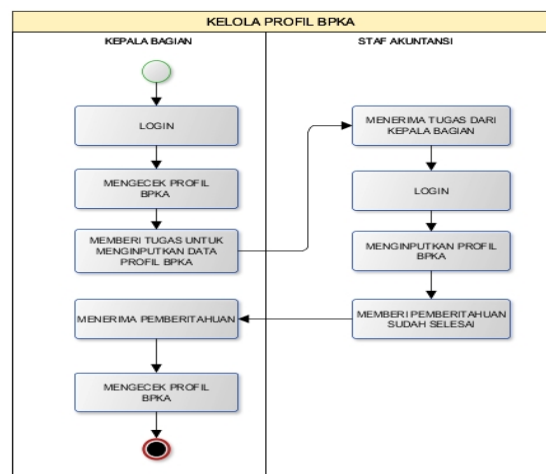 KELOLA PROFIL BPKA
KEPALA BAGIAN
STAF AKUNTANSI
LOGIN
MENGECEK PROFIL
BPKA
MEMBERI TUGAS UNTUK
MENGINPUTKAN DATA
PROFIL BPKA
MENERIMA TUGAS DARI
KEPALA BAGIAN
LOGIN
MENGINPUTKAN PROFIL
BPKA
MEMBERI PEMBERITAHUAN
SUDAH SELESAI
MENERIMA PEMBERITAHUAN
MENGECEK PROFIL
BPKA